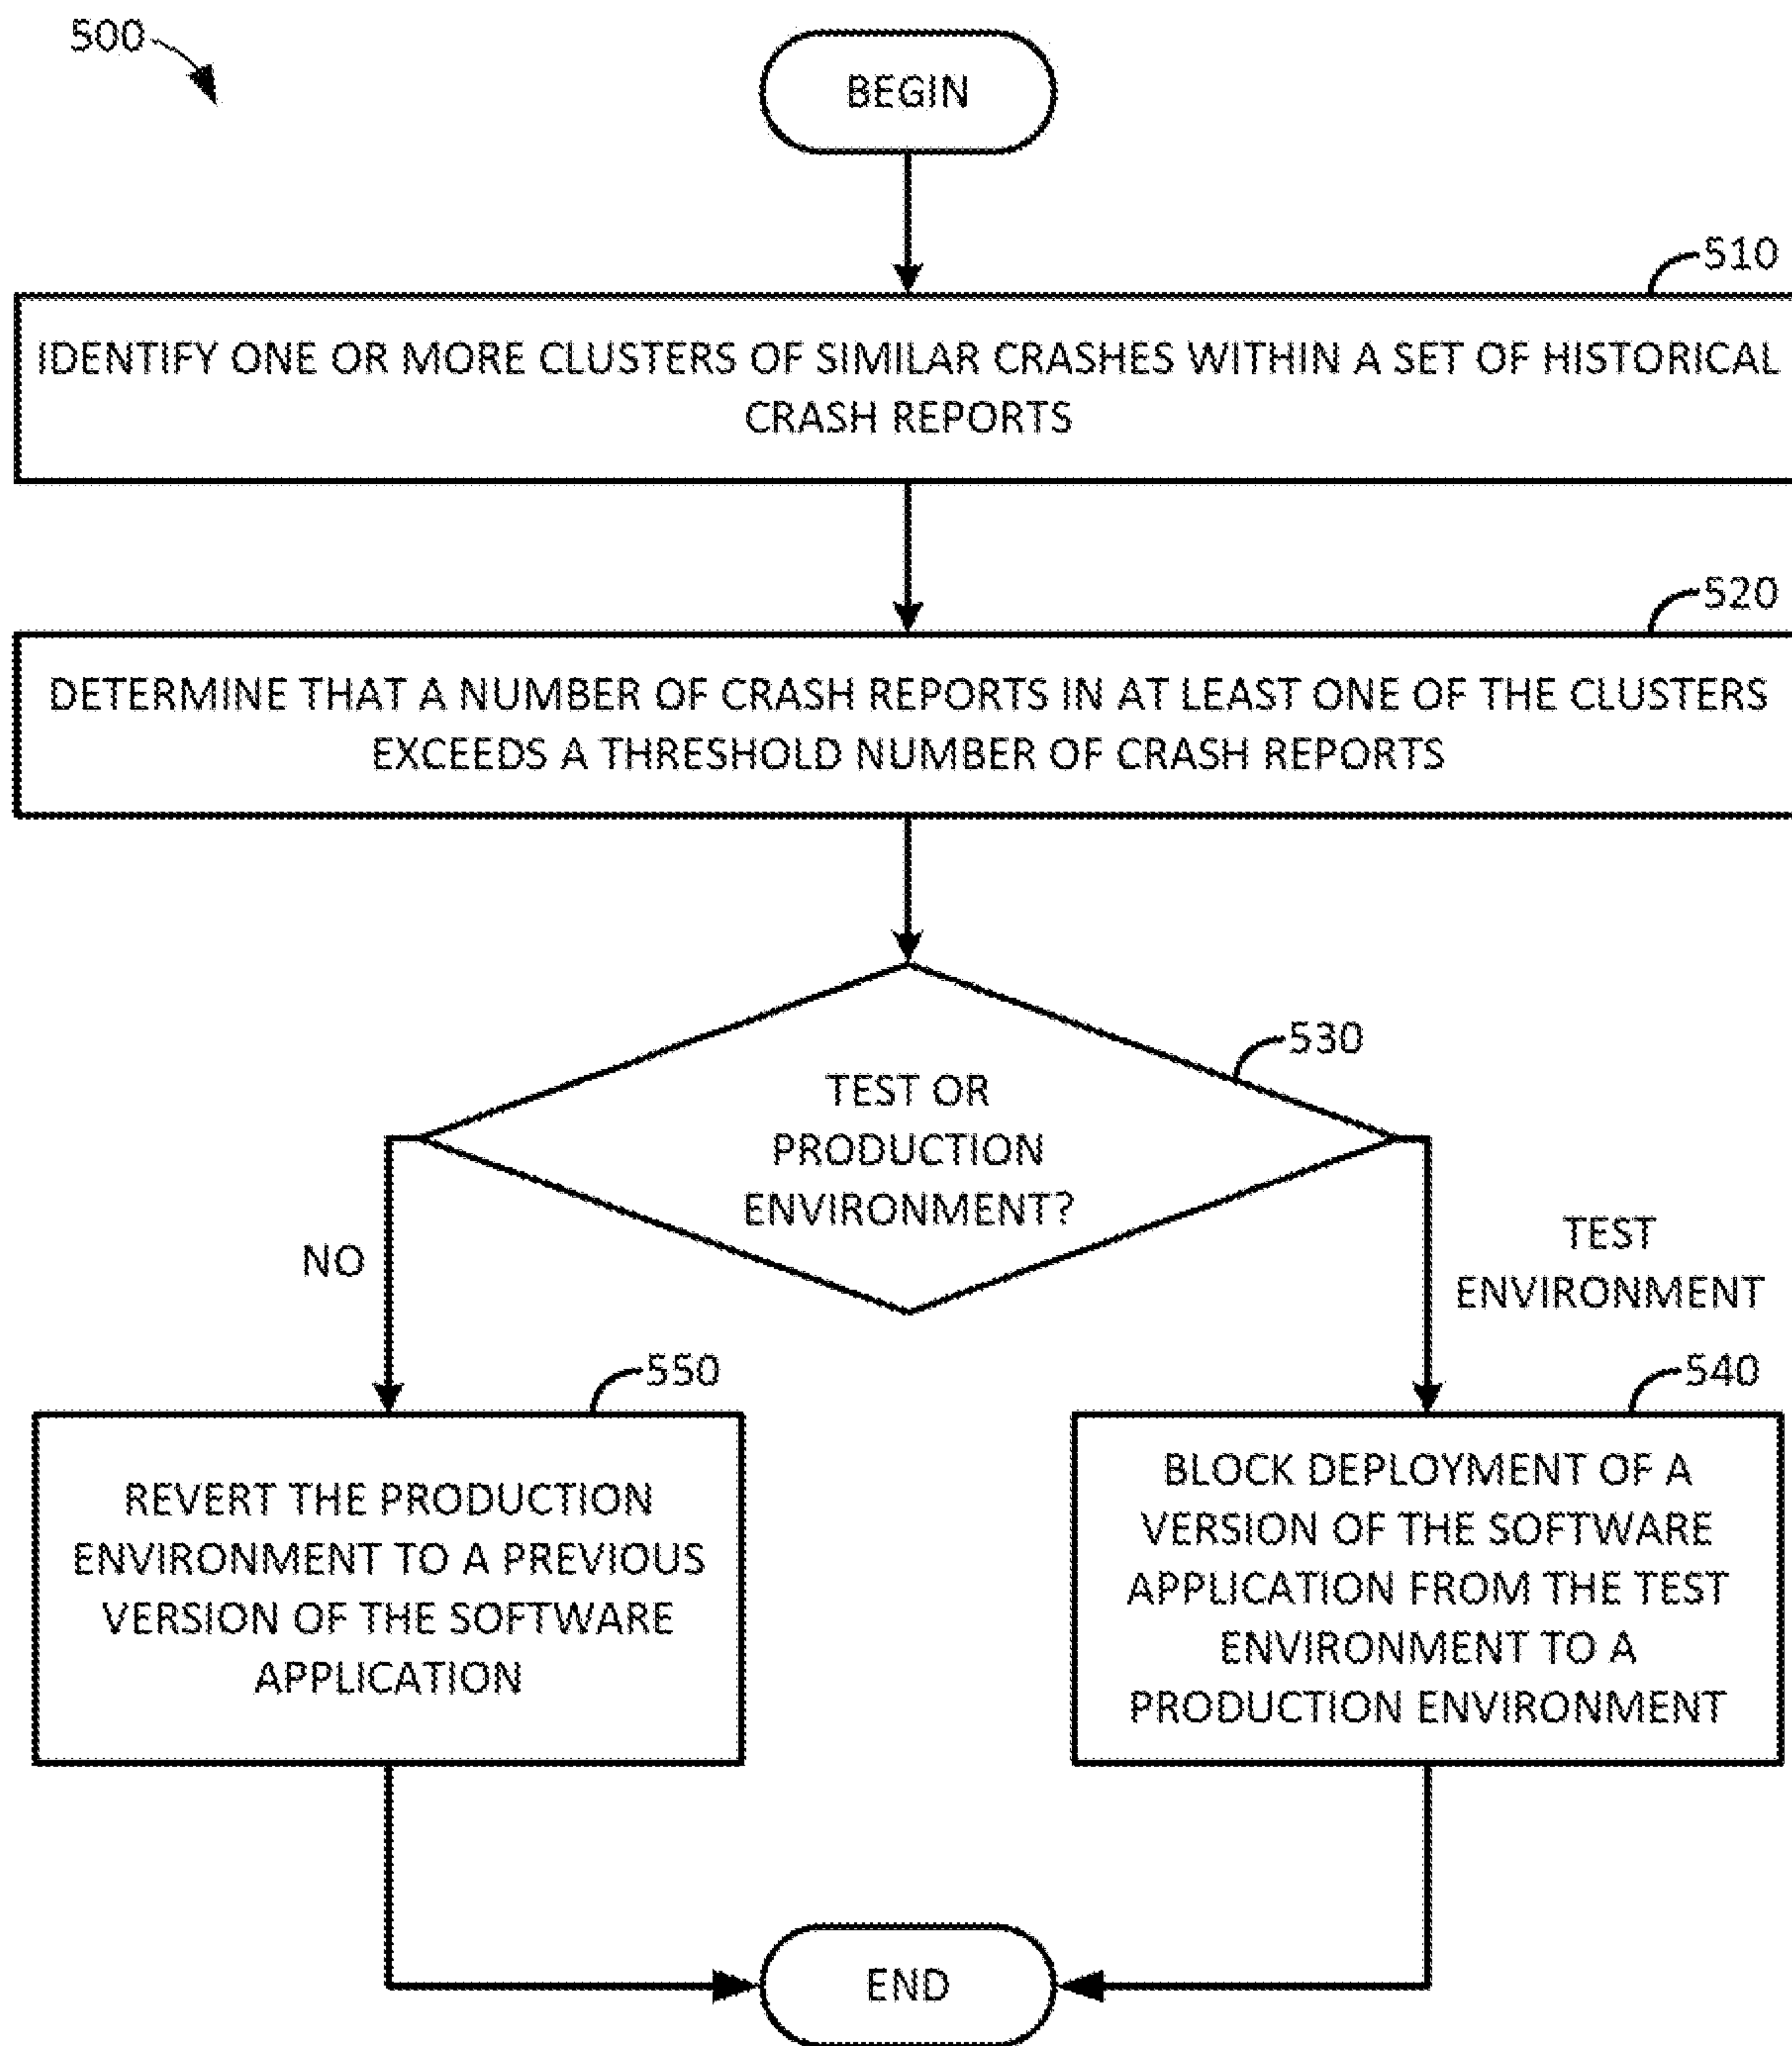 500
BEGIN
510
IDENTIFY ONE OR MORE CLUSTERS OF SIMILAR CRASHES WITHIN A SET OF HISTORICAL
CRASH REPORTS
520
DETERMINE THAT A NUMBER OF CRASH REPORTS IN AT LEAST ONE OF THE CLUSTERS
EXCEEDS A THRESHOLD NUMBER OF CRASH REPORTS
530
TEST OR
PRODUCTION
ENVIRONMENT?
NO
TEST
ENVIRONMENT
550
REVERT THE PRODUCTION
ENVIRONMENT TO A PREVIOUS
VERSION OF THE SOFTWARE
APPLICATION
540
BLOCK DEPLOYMENT OF A
VERSION OF THE SOFTWARE
APPLICATION FROM THE TEST
ENVIRONMENT TO A
PRODUCTION ENVIRONMENT
END